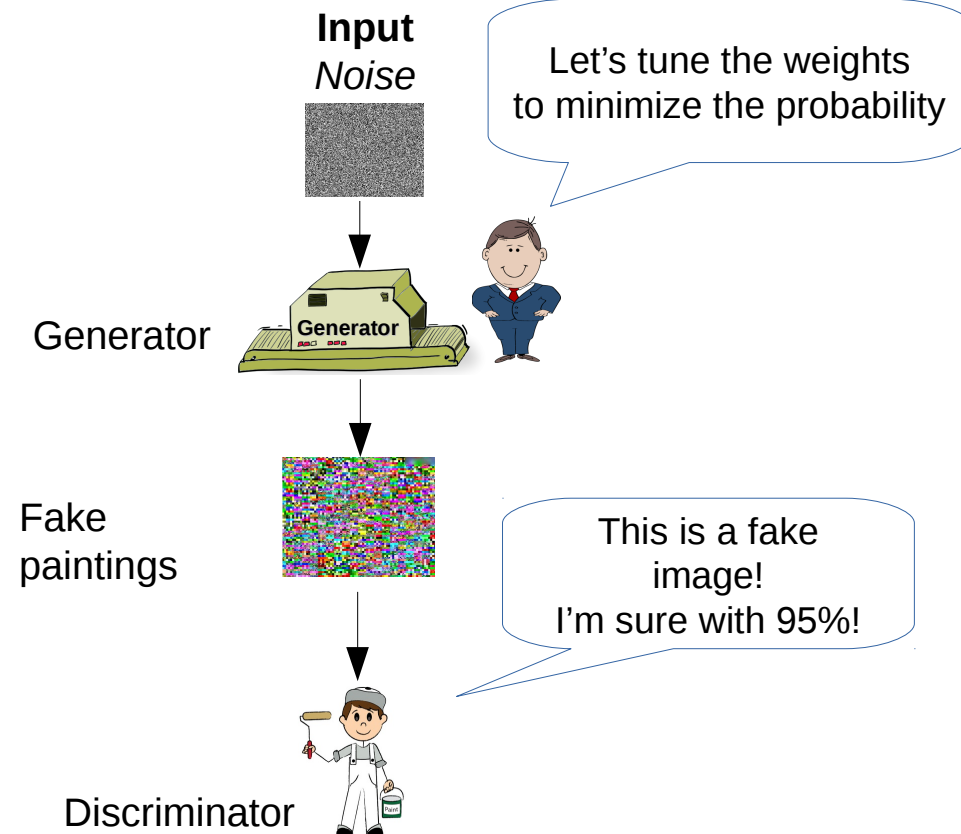 Input
Noise
Let's tune the weights
to minimize the probability
Generator
Generator
Fake
paintings
This is a fake
image!
I'm sure with 95%!
Paint
Discriminator